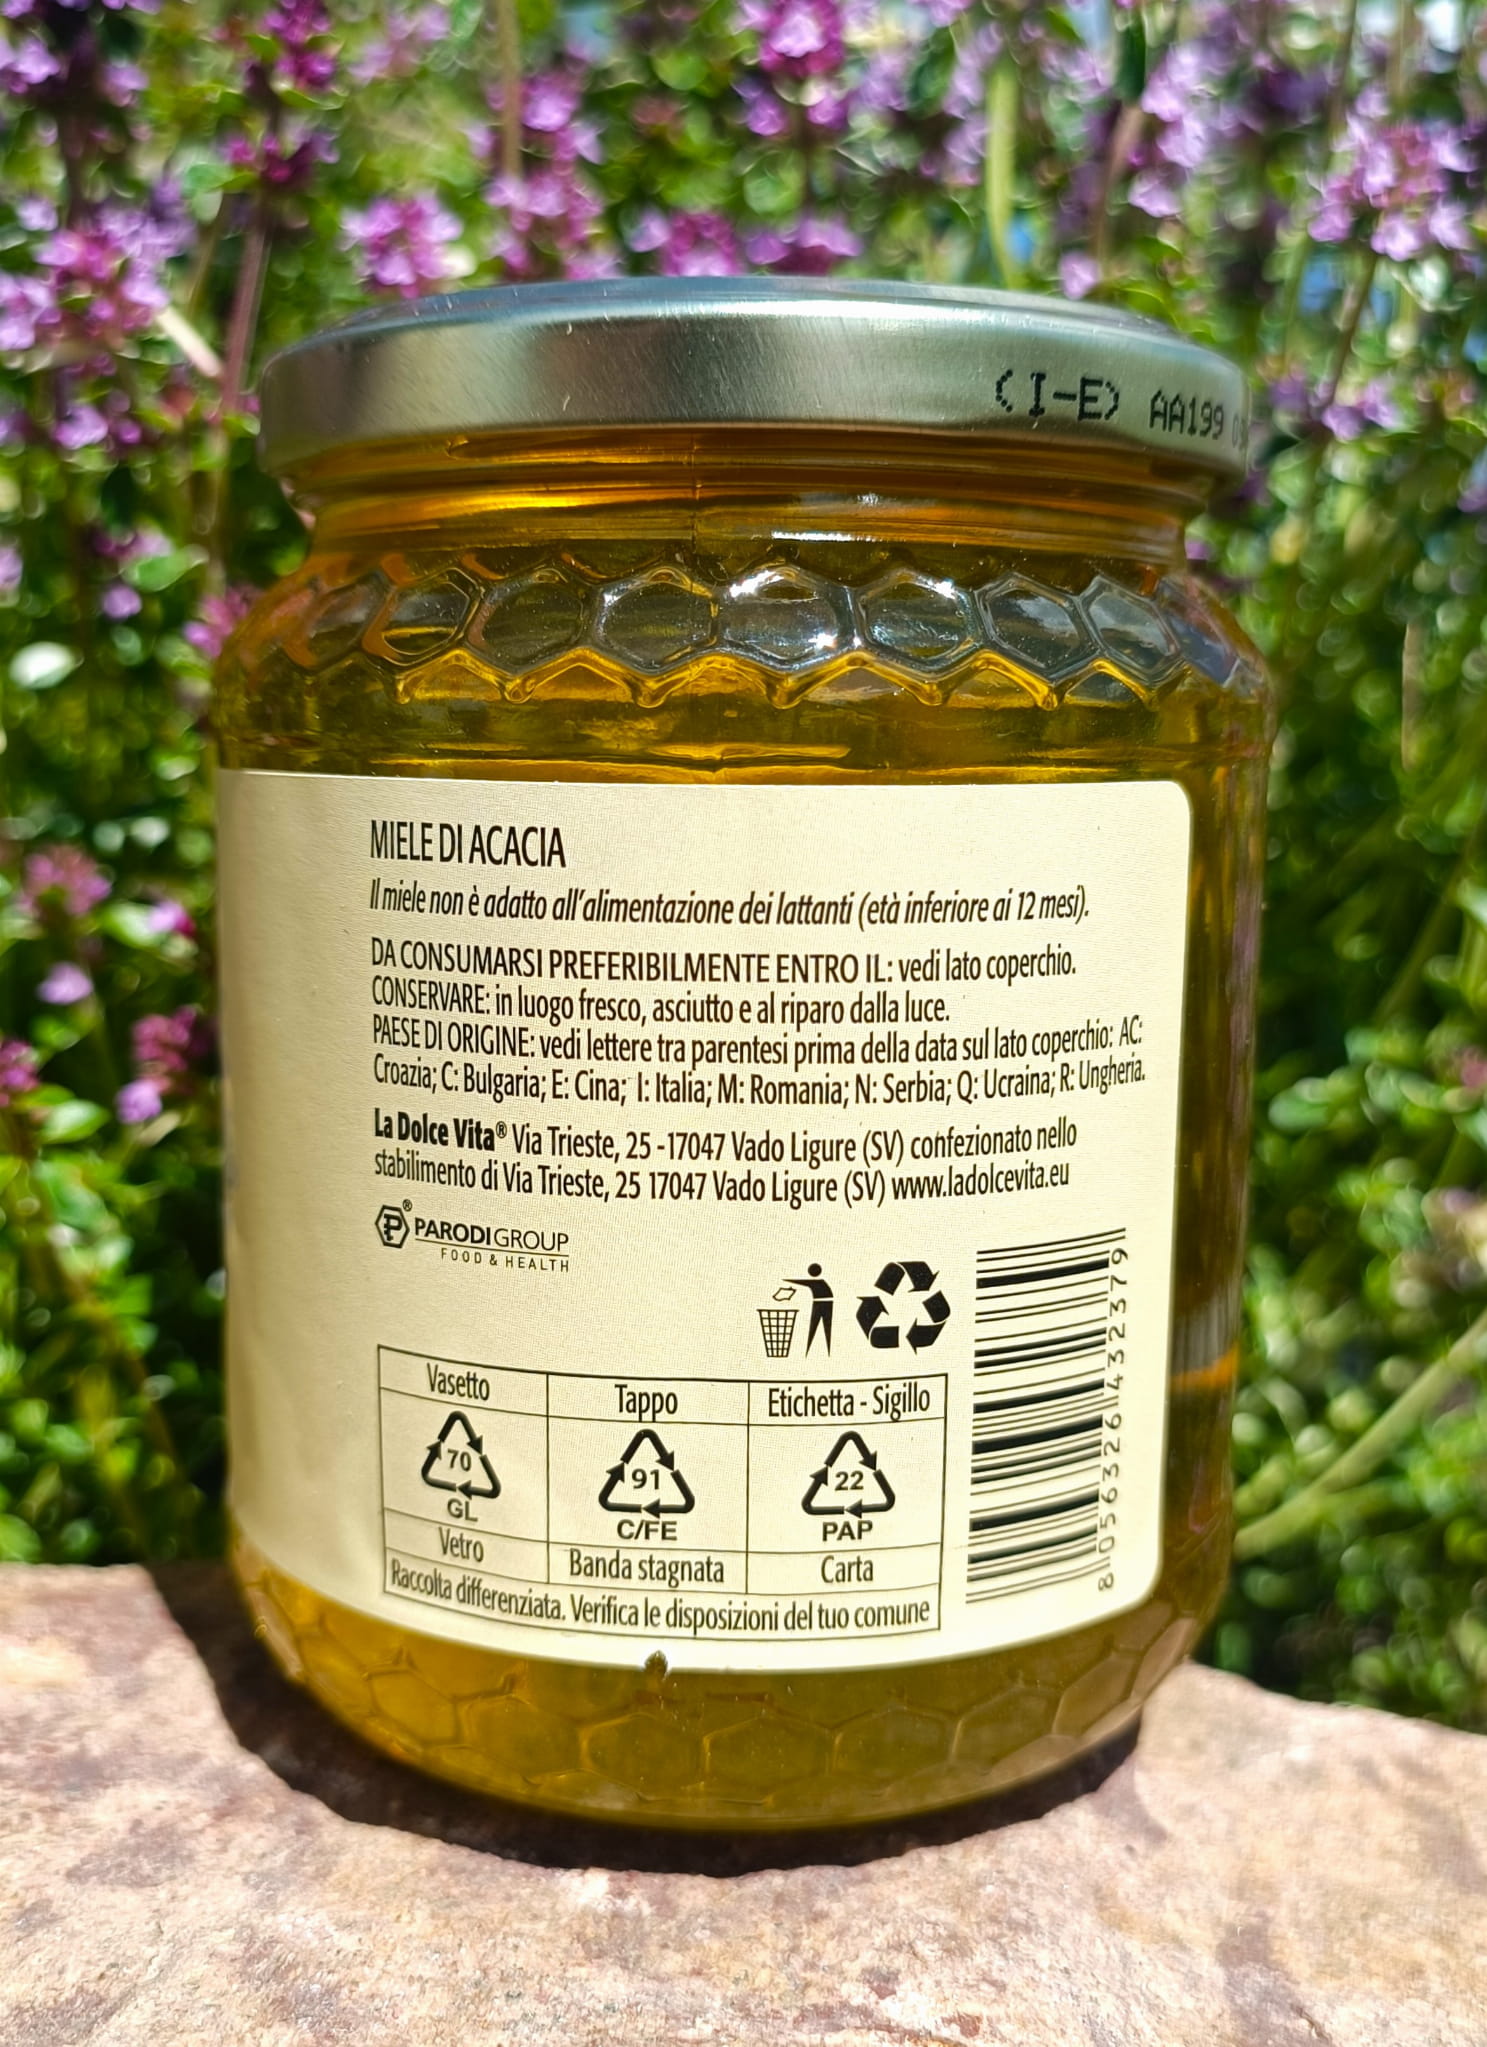 (I-E) AA199
MIELE DI ACACIA
Il miele non è adatto all'alimentazione dei lattanti (età inferiore ai 12 mesi).
DA CONSUMARSI PREFERIBILMENTE ENTRO IL: vedi lato coperchio.
CONSERVARE: in luogo fresco, asciutto e al riparo dalla luce.
PAESE DI ORIGINE: vedi lettere tra parentesi prima della data sul lato coperchio: AC:
Croazia; C: Bulgaria; E: Cina; I: Italia; M: Romania; N: Serbia; Q: Ucraina; R: Ungheria.
La Dolce Vita® Via Trieste, 25 -17047 Vado Ligure (SV) confezionato nello
stabilimento di Via Trieste, 25 17047 Vado Ligure (SV) www.ladolcevita.eu
P® PARODIGROUP
FOOD & HEALTH
Vasetto Tappo Etichetta - Sigillo
70 91 22
GL C/FE PAP
Vetro Banda stagnata Carta
Raccolta differenziata. Verifica le disposizioni del tuo comune
8 056326 432379